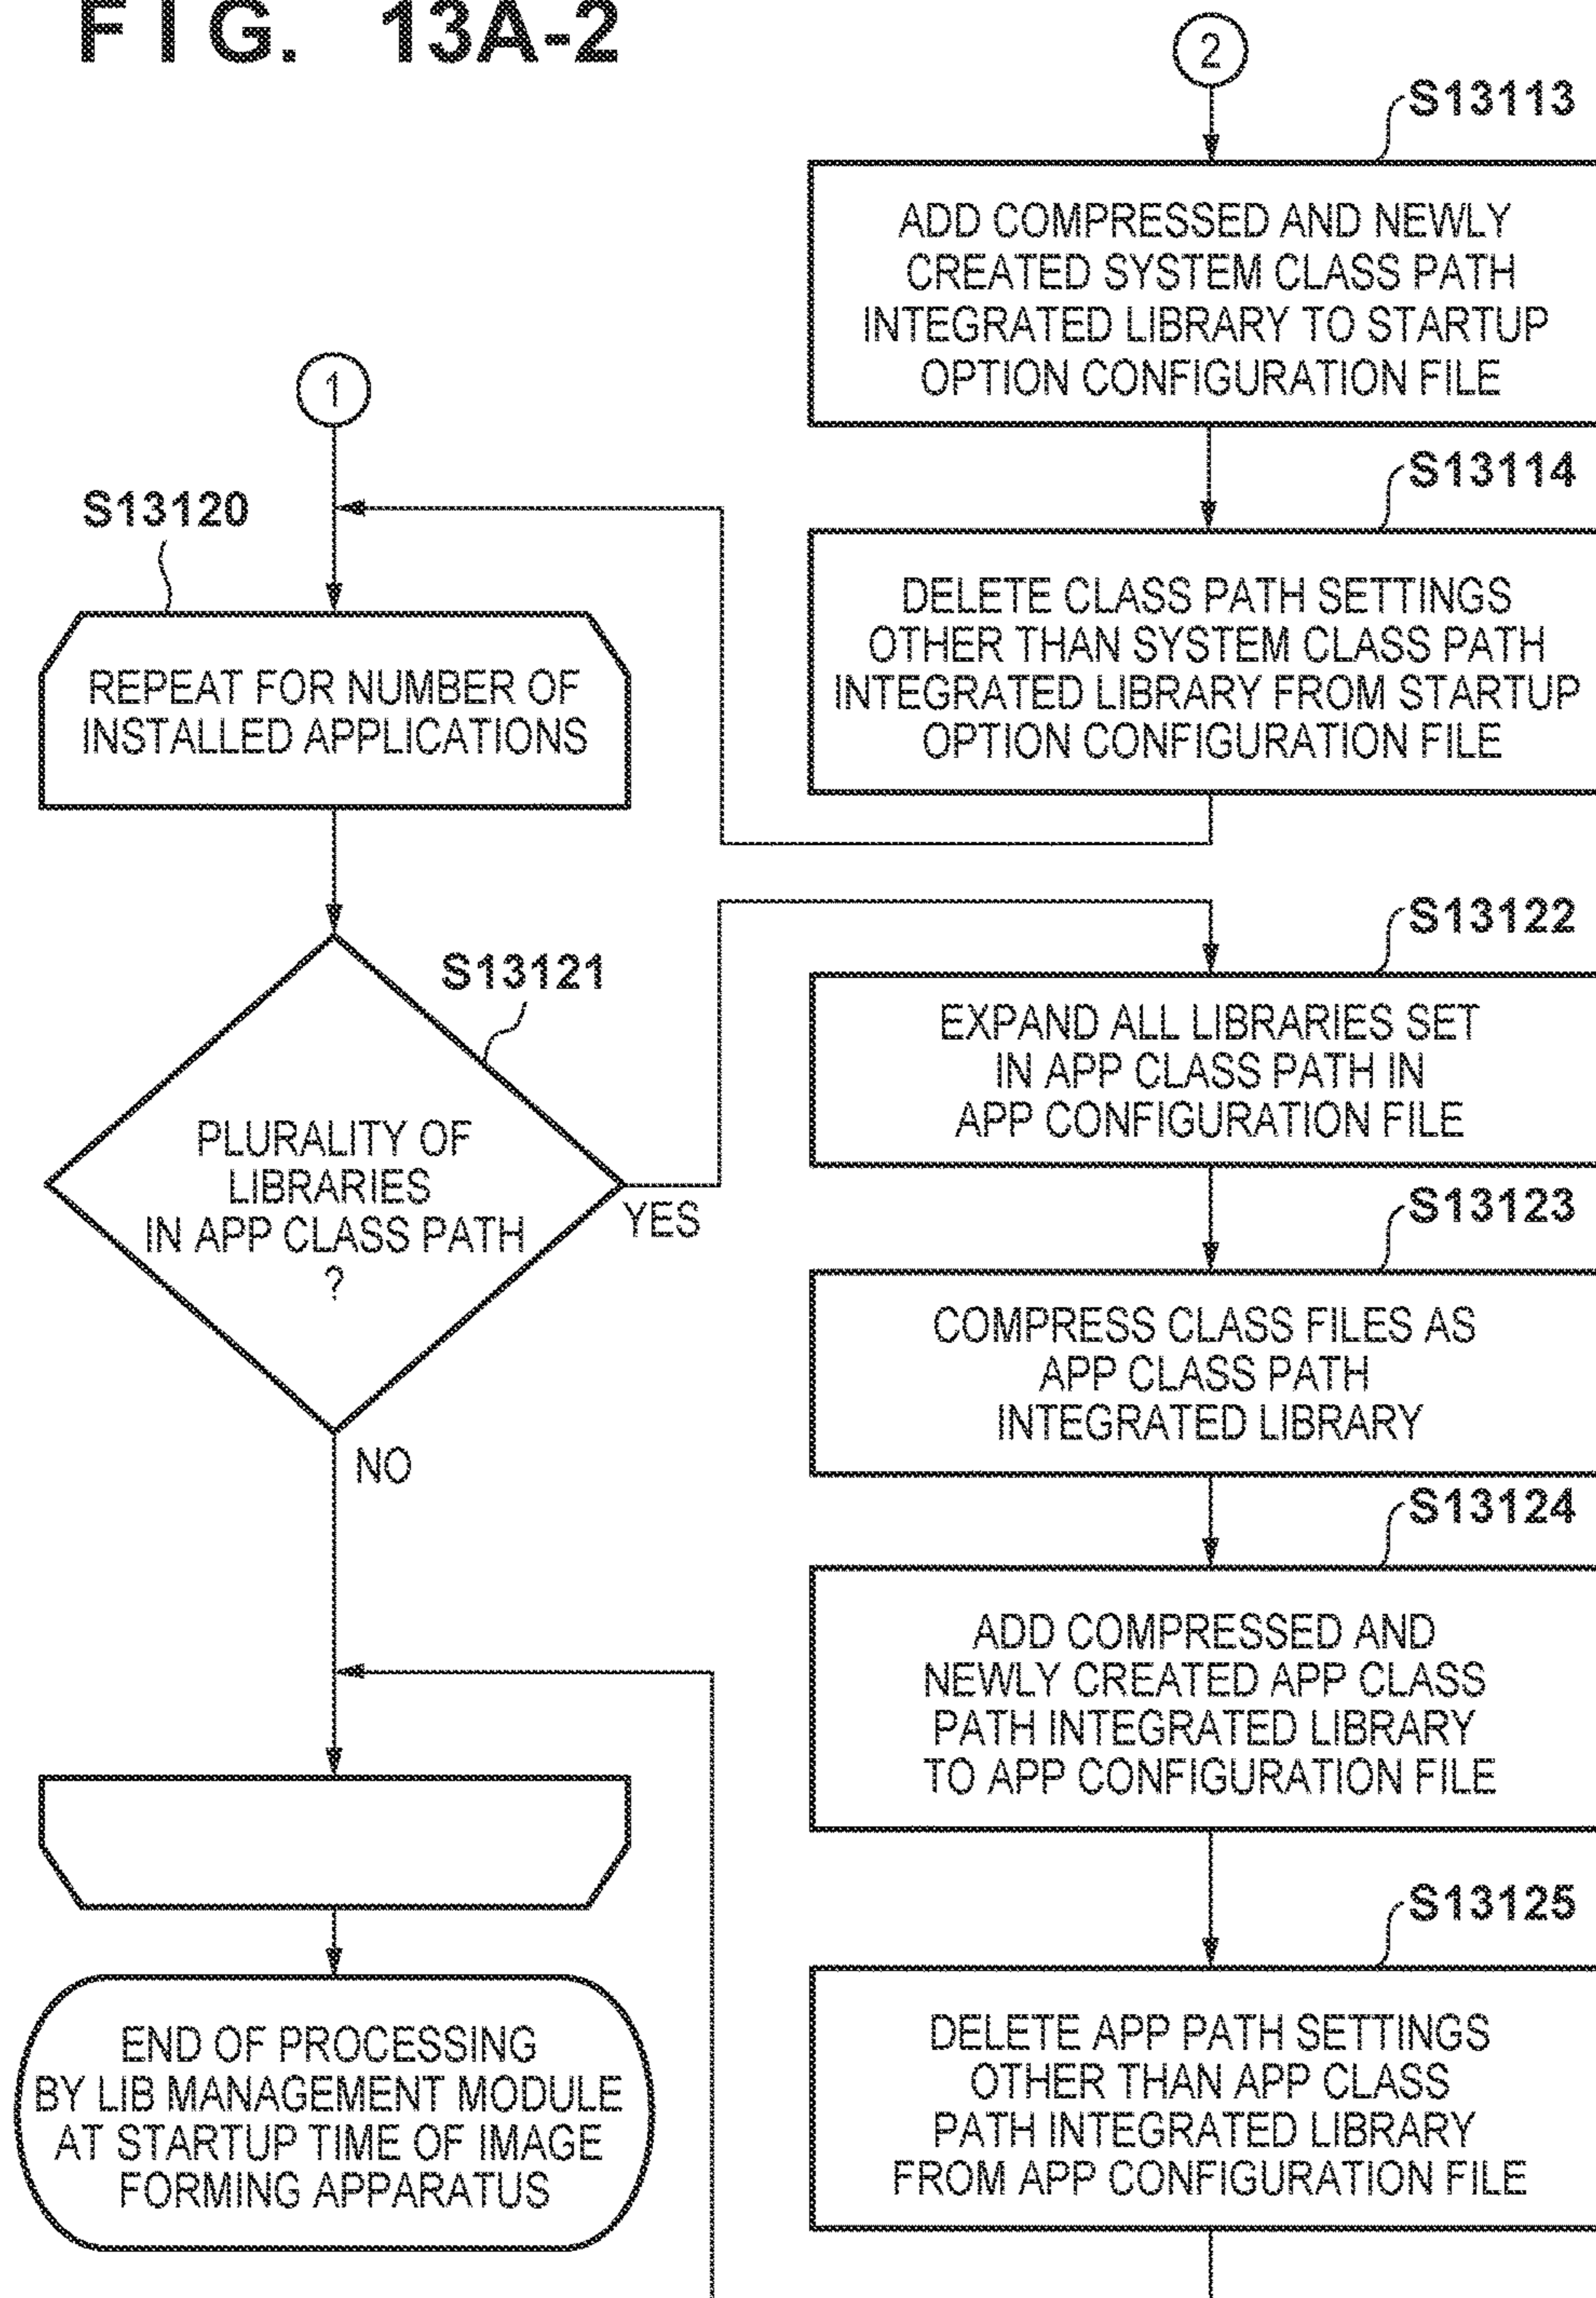 FIG. 13A-2
2
S13113
ADD COMPRESSED AND NEWLY
CREATED SYSTEM CLASS PATH
INTEGRATED LIBRARY TO STARTUP
OPTION CONFIGURATION FILE
S13114
DELETE CLASS PATH SETTINGS
OTHER THAN SYSTEM CLASS PATH
INTEGRATED LIBRARY FROM STARTUP
OPTION CONFIGURATION FILE
1
S13120
REPEAT FOR NUMBER OF
INSTALLED APPLICATIONS
S13121
PLURALITY OF
LIBRARIES
IN APP CLASS PATH
?
YES
NO
S13122
EXPAND ALL LIBRARIES SET
IN APP CLASS PATH IN
APP CONFIGURATION FILE
S13123
COMPRESS CLASS FILES AS
APP CLASS PATH
INTEGRATED LIBRARY
S13124
ADD COMPRESSED AND
NEWLY CREATED APP CLASS
PATH INTEGRATED LIBRARY
TO APP CONFIGURATION FILE
S13125
DELETE APP PATH SETTINGS
OTHER THAN APP CLASS
PATH INTEGRATED LIBRARY
FROM APP CONFIGURATION FILE
END OF PROCESSING
BY LIB MANAGEMENT MODULE
AT STARTUP TIME OF IMAGE
FORMING APPARATUS